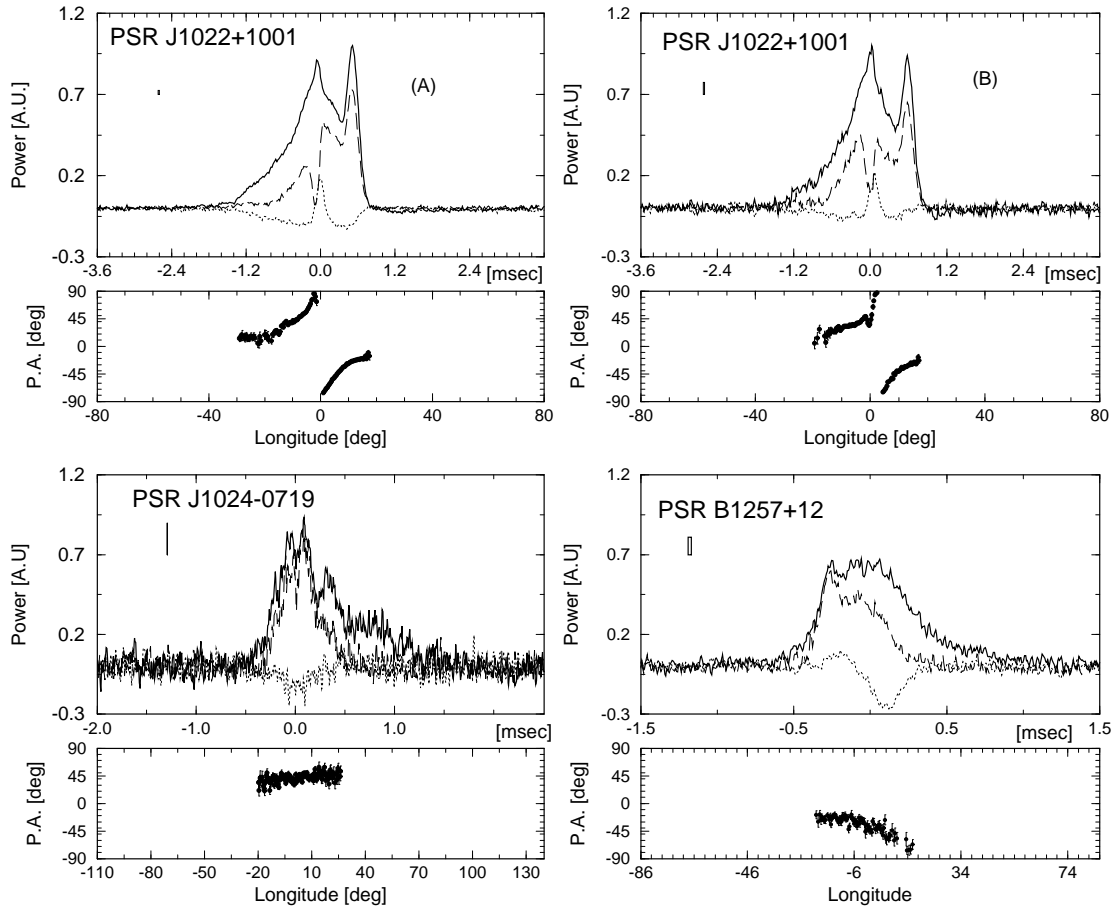 PSR J1022+1001
(A)
Power [A.U.]
1.2
0.7
0.2
-0.3
-3.6 -2.4 -1.2 0.0 1.2 2.4 [msec]
P.A. [deg]
90
45
0
-45
-90
-80 -40 0 40 80
Longitude [deg]
PSR J1022+1001
(B)
Power [A.U]
1.2
0.7
0.2
-0.3
-3.6 -2.4 -1.2 0.0 1.2 2.4 [msec]
P.A. [deg]
90
45
0
-45
-90
-80 -40 0 40 80
Longitude [deg]
PSR J1024-0719
Power [A.U]
1.2
0.7
0.2
-0.3
-2.0 -1.0 0.0 1.0 [msec]
P.A. [deg]
90
45
0
-45
-90
-110 -80 -50 -20 10 40 70 100 130
Longitude [deg]
PSR B1257+12
Power [A.U]
1.2
0.7
0.2
-0.3
-1.5 -0.5 0.5 [msec] 1.5
P.A. [deg]
90
45
0
-45
-90
-86 -46 -6 34 74
Longitude